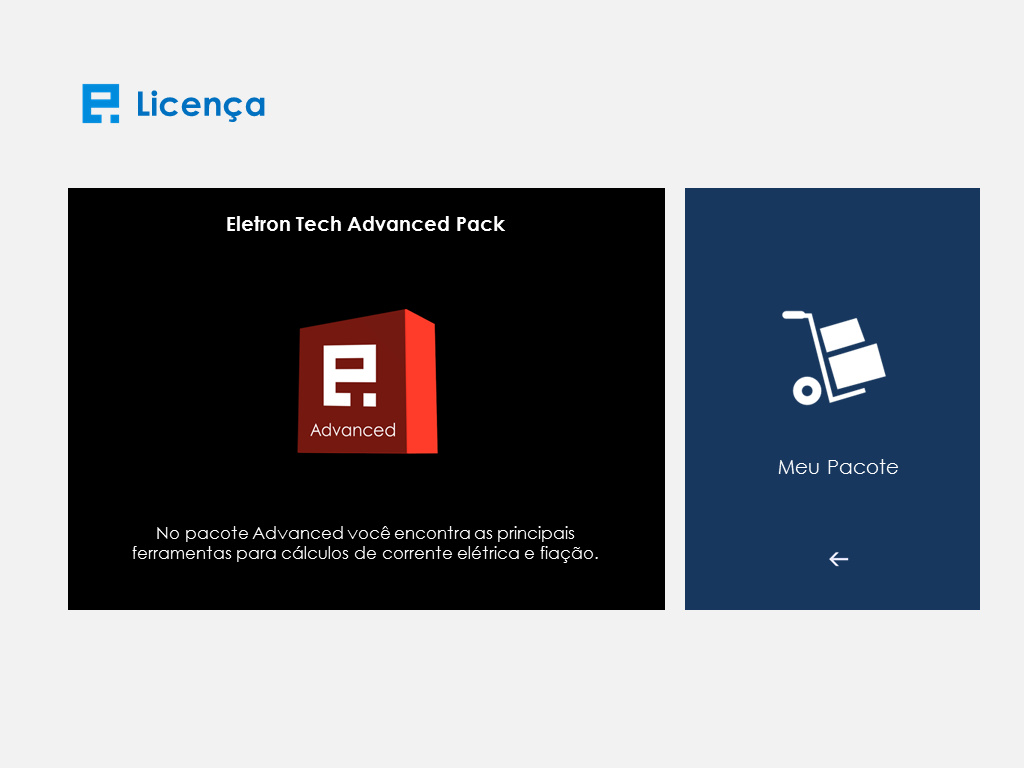 Licença
Eletron Tech Advanced Pack
Advanced
No pacote Advanced você encontra as principais
ferramentas para cálculos de corrente elétrica e fiação.
Meu Pacote